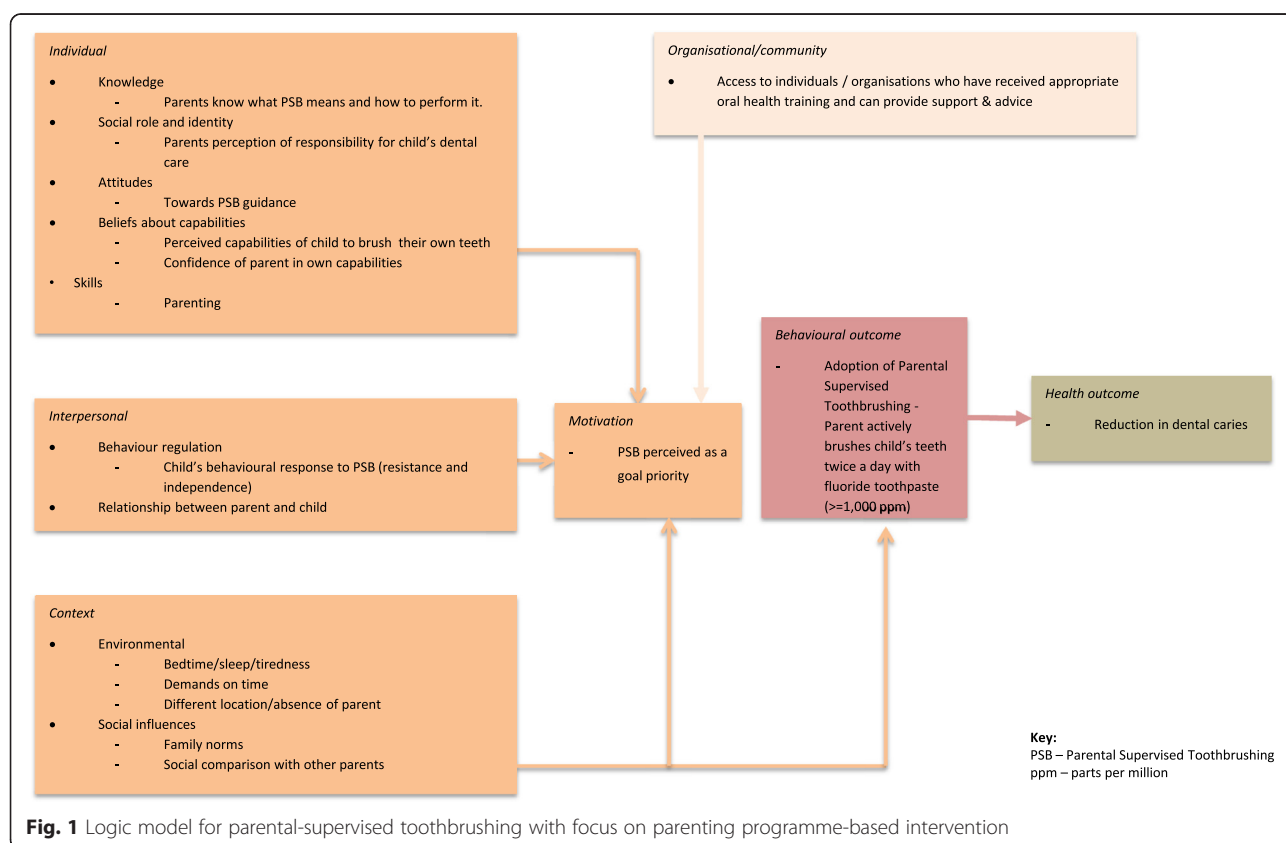 Individual
• Knowledge
- Parents know what PSB means and how to perform it.
• Social role and identity
- Parents perception of responsibility for child's dental
care
• Attitudes
- Towards PSB guidance
• Beliefs about capabilities
- Perceived capabilities of child to brush their own teeth
- Confidence of parent in own capabilities
• Skills
- Parenting
Organisational/community
• Access to individuals / organisations who have received appropriate
oral health training and can provide support & advice
Interpersonal
• Behaviour regulation
- Child's behavioural response to PSB (resistance and
independence)
• Relationship between parent and child
Motivation
- PSB perceived as a
goal priority
Behavioural outcome
- Adoption of Parental
Supervised
Toothbrushing -
Parent actively
brushes child's teeth
twice a day with
fluoride toothpaste
(>=1,000 ppm)
Health outcome
- Reduction in dental caries
Context
• Environmental
- Bedtime/sleep/tiredness
- Demands on time
- Different location/absence of parent
• Social influences
- Family norms
- Social comparison with other parents
Key:
PSB – Parental Supervised Toothbrushing
ppm – parts per million
Fig. 1 Logic model for parental-supervised toothbrushing with focus on parenting programme-based intervention